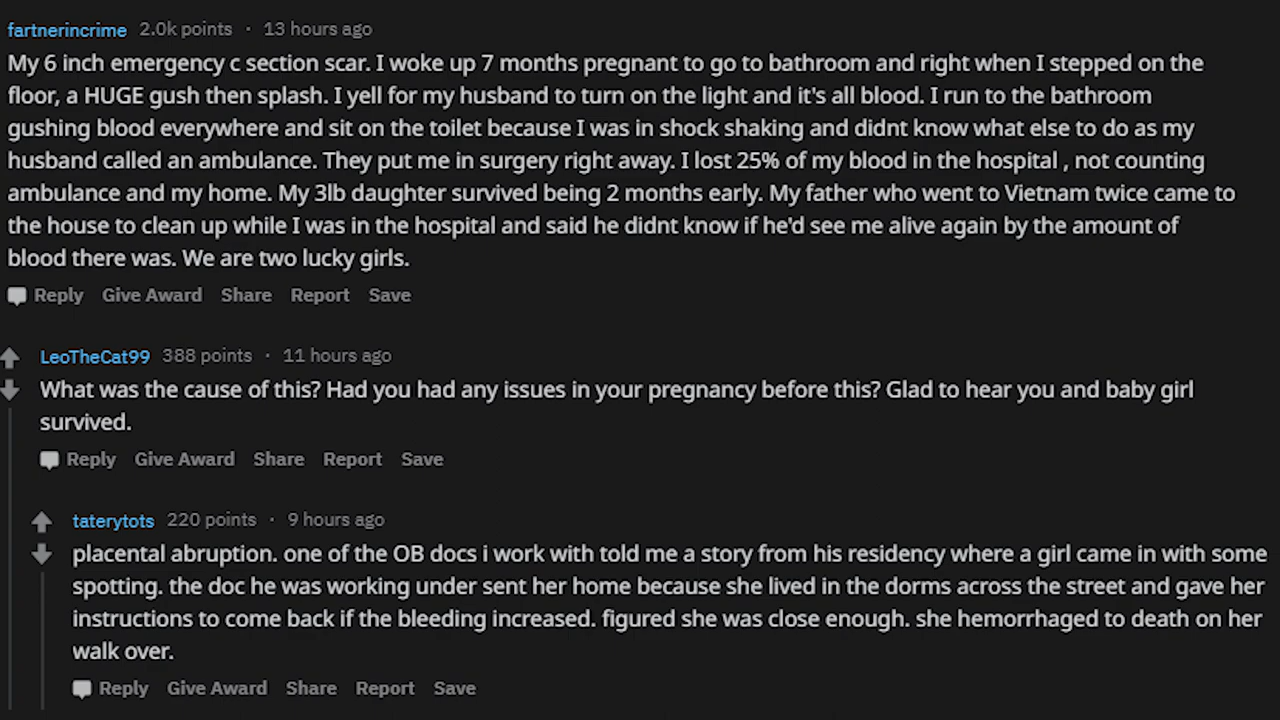 fartnerincrime 2.0k points · 13 hours ago
My 6 inch emergency c section scar. I woke up 7 months pregnant to go to bathroom and right when I stepped on the
floor, a HUGE gush then splash. I yell for my husband to turn on the light and it's all blood. I run to the bathroom
gushing blood everywhere and sit on the toilet because I was in shock shaking and didnt know what else to do as my
husband called an ambulance. They put me in surgery right away. I lost 25% of my blood in the hospital , not counting
ambulance and my home. My 3lb daughter survived being 2 months early. My father who went to Vietnam twice came to
the house to clean up while I was in the hospital and said he didnt know if he'd see me alive again by the amount of
blood there was. We are two lucky girls.
Reply Give Award Share Report Save
LeoTheCat99 388 points · 11 hours ago
What was the cause of this? Had you had any issues in your pregnancy before this? Glad to hear you and baby girl
survived.
Reply Give Award Share Report Save
taterytots 220 points · 9 hours ago
placental abruption. one of the OB docs i work with told me a story from his residency where a girl came in with some
spotting. the doc he was working under sent her home because she lived in the dorms across the street and gave her
instructions to come back if the bleeding increased. figured she was close enough. she hemorrhaged to death on her
walk over.
Reply Give Award Share Report Save